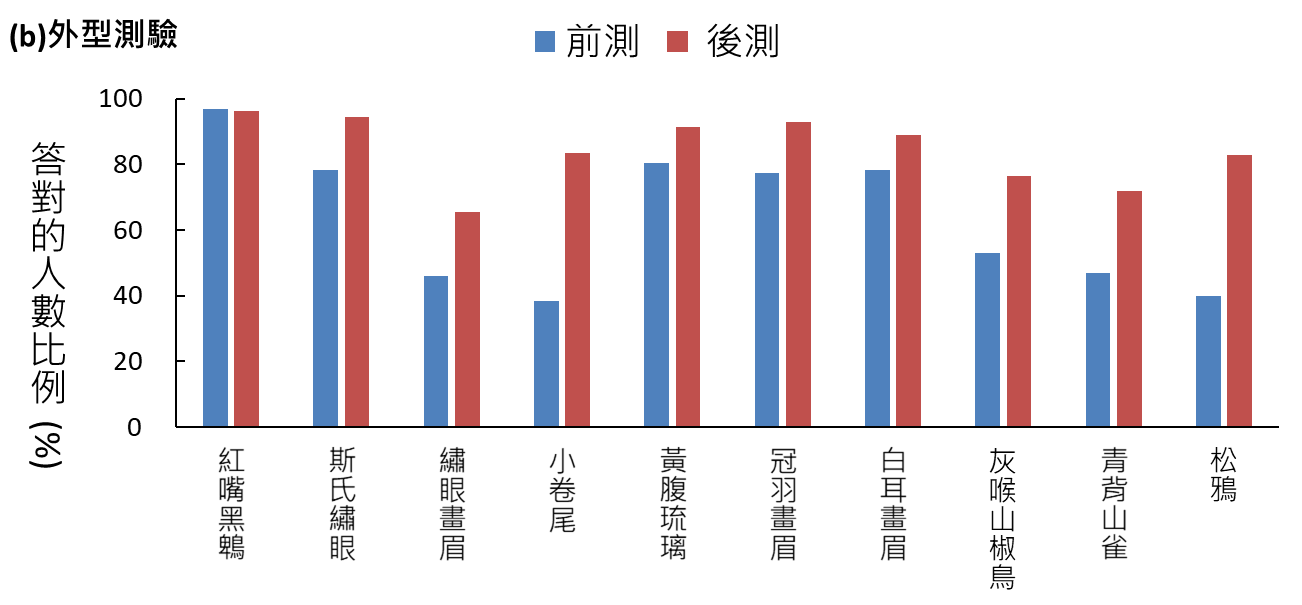 (b)外型測驗
前測 後測
答對的人數比例 (%)
100
80
60
40
20
0
紅嘴黑鵯
斯氏繡眼
繡眼畫眉
小卷尾
黃腹琉璃
冠羽畫眉
白耳畫眉
灰喉山椒鳥
青背山雀
松鴉